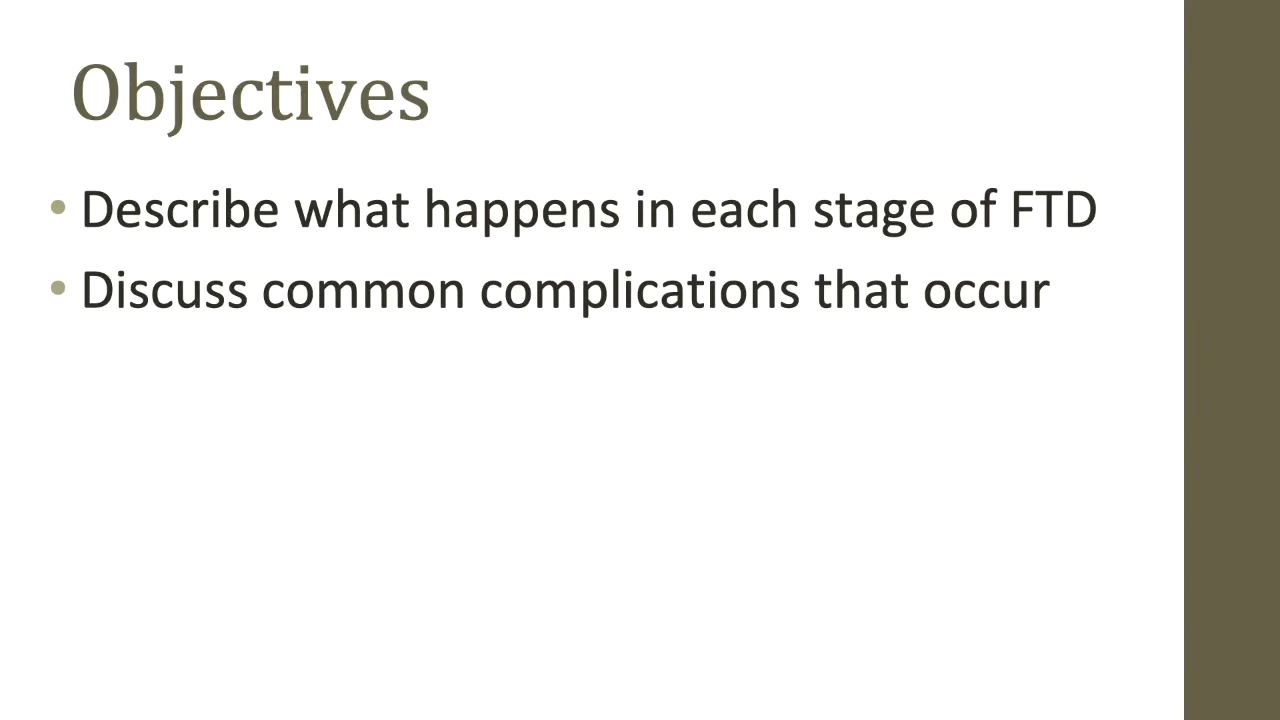 Objectives
• Describe what happens in each stage of FTD
• Discuss common complications that occur